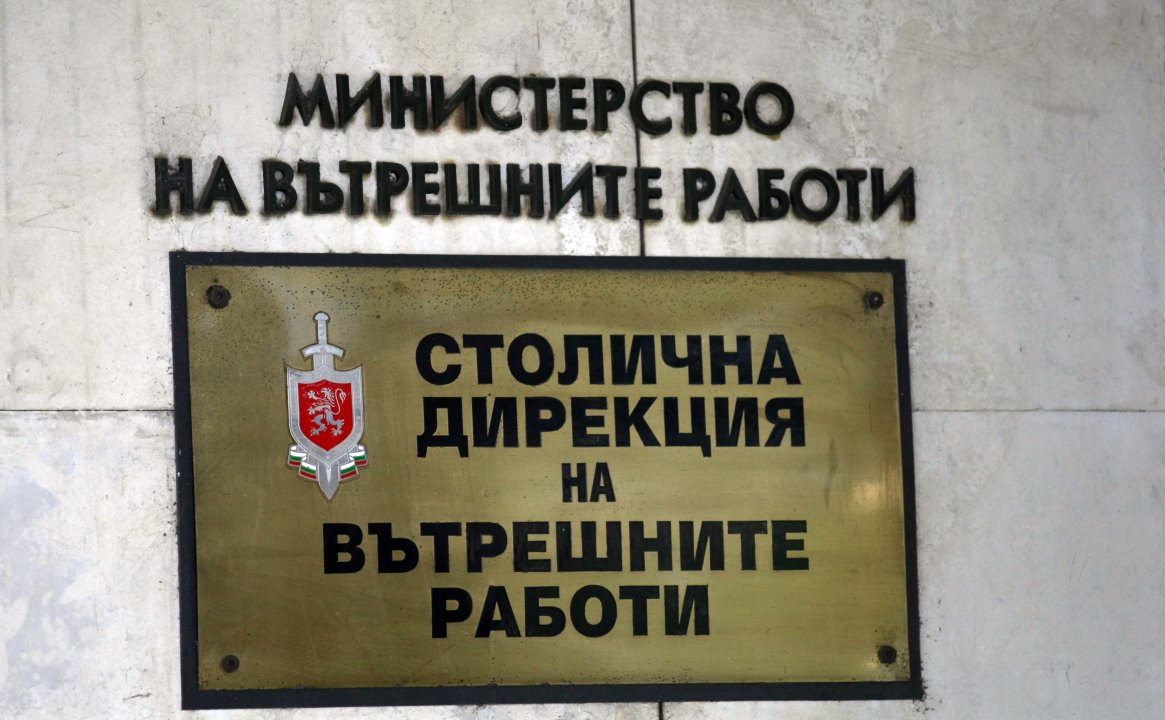 МИНИСТЕРСТВО
НА ВЪТРЕШНИТЕ РАБОТИ
СТОЛИЧНА
ДИРЕКЦИЯ
НА
ВЪТРЕШНИТЕ
РАБОТИ